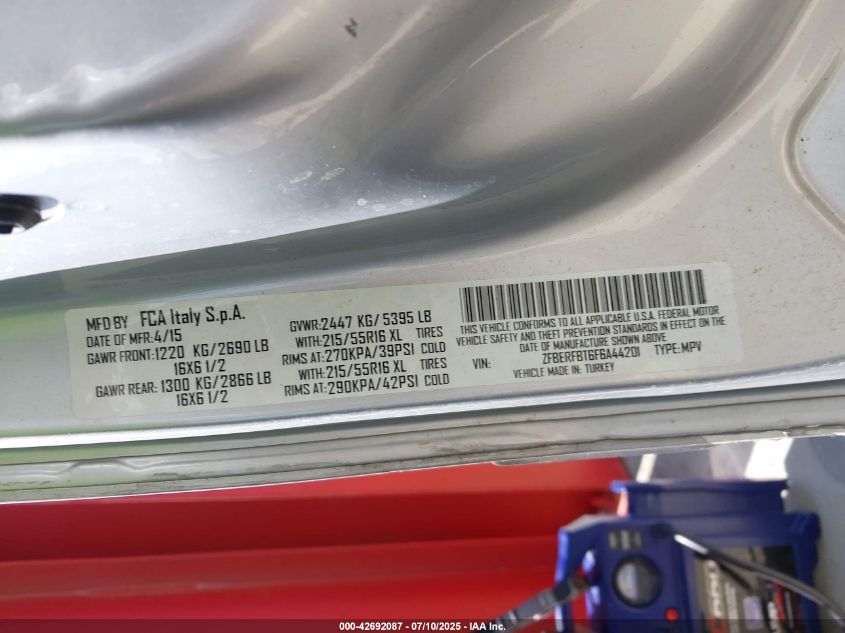 MFD BY FCA Italy S.p.A.
DATE OF MFR:4/15
GAWR FRONT:1220 KG/2690 LB
16X6 1/2
GAWR REAR: 1300 KG/2866 LB
16X6 1/2
GVWR:2447 KG/ 5395 LB
WITH:215/55R16 XL TIRES
RIMS AT:270KPA/39PSI COLD
WITH:215/55R16 XL TIRES
RIMS AT:290KPA/42PSI COLD
THIS VEHICLE CONFORMS TO ALL APPLICABLE U.S.A. FEDERAL MOTOR
VEHICLE SAFETY AND THEFT PREVENTION STANDARDS IN EFFECT ON THE
DATE OF MANUFACTURE SHOWN ABOVE
VIN: ZFBERFBT6F6A44201 TYPE:MPV
VEHICLE MADE IN: TURKEY
000-42692087 - 07/10/2025 - IAA Inc.